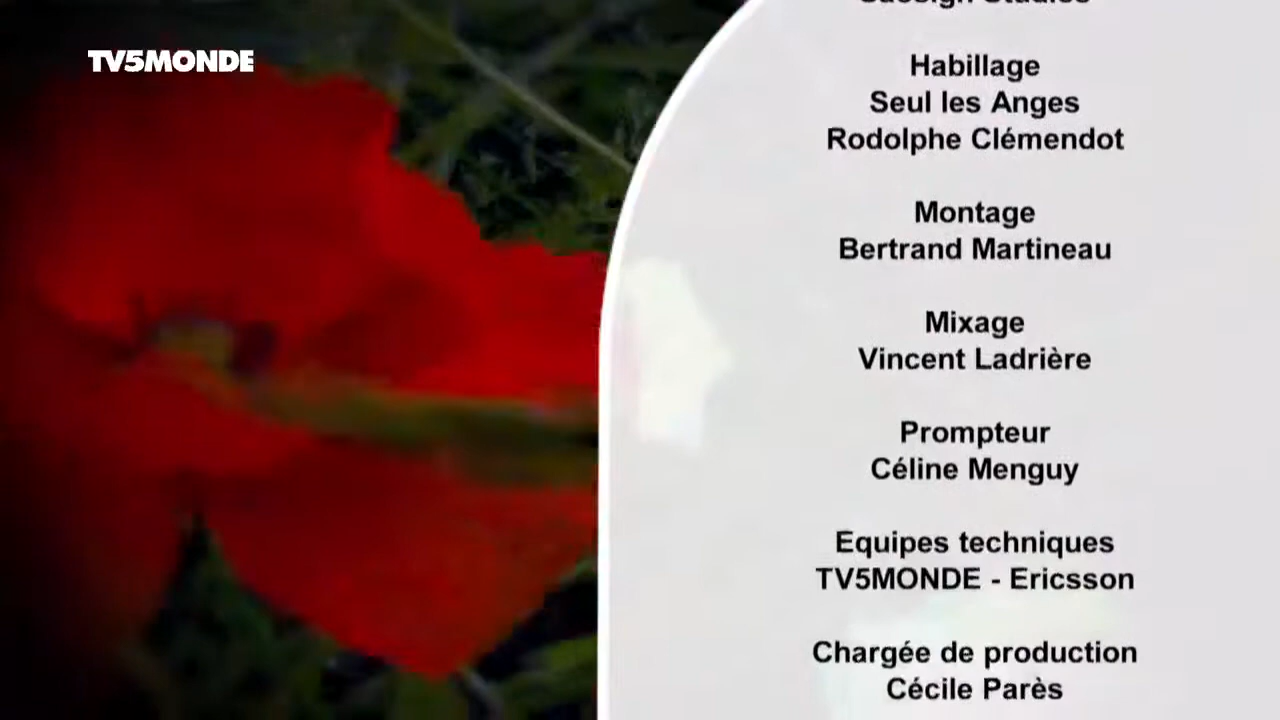 TV5MONDE
Habillage
Seul les Anges
Rodolphe Clémendot
Montage
Bertrand Martineau
Mixage
Vincent Ladrière
Prompteur
Céline Menguy
Equipes techniques
TV5MONDE - Ericsson
Chargée de production
Cécile Parès